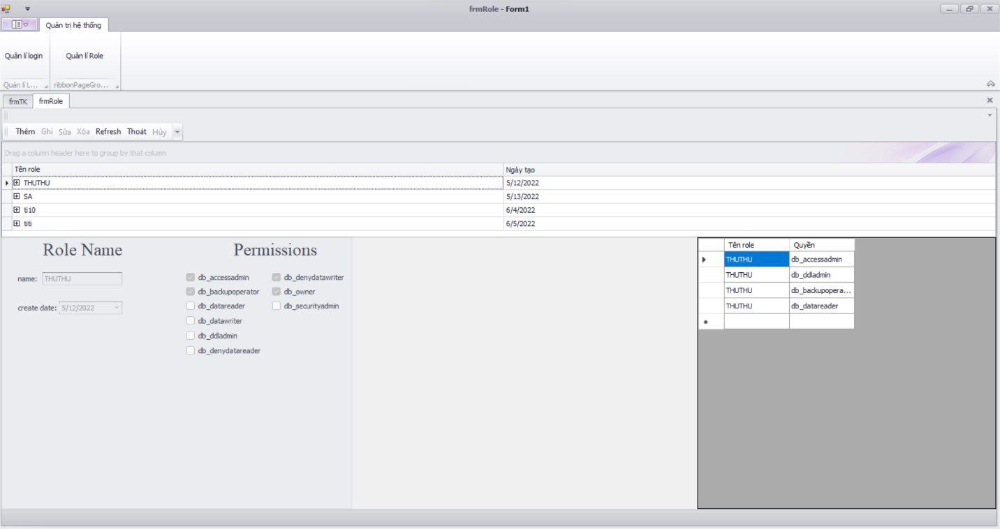 frmRole - Form1
Quản trị hệ thống
Quản lí login
Quản lí Role
Quản lí L...
ribbonPageGro...
frmTK
frmRole
Thêm Ghi Sửa Xóa Refresh Thoát Hủy
Drag a column header here to group by that column
Tên role Ngày tạo
THUTHU 5/12/2022
SA 5/13/2022
ti10 6/4/2022
titi 6/5/2022
Role Name
name: THUTHU
create date: 5/12/2022
Permissions
db_accessadmin db_denydatawriter
db_backupoperator db_owner
db_datareader db_securityadmin
db_datawriter
db_ddladmin
db_denydatareader
Tên role Quyền
THUTHU db_accessadmin
THUTHU db_ddladmin
THUTHU db_backupopera...
THUTHU db_datareader